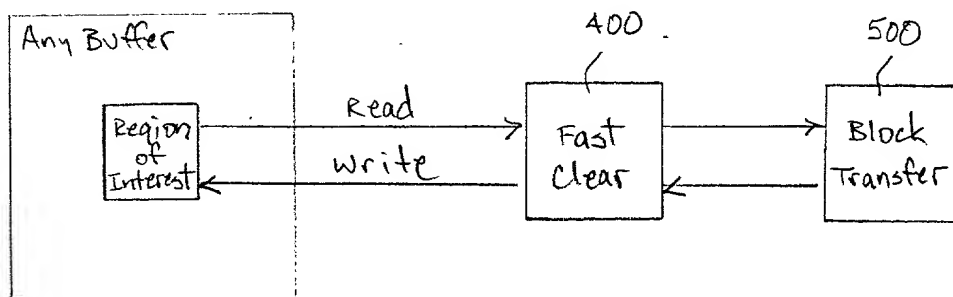 Any Buffer
400
500
Region
of
Interest
Read
Write
Fast
Clear
Block
Transfer